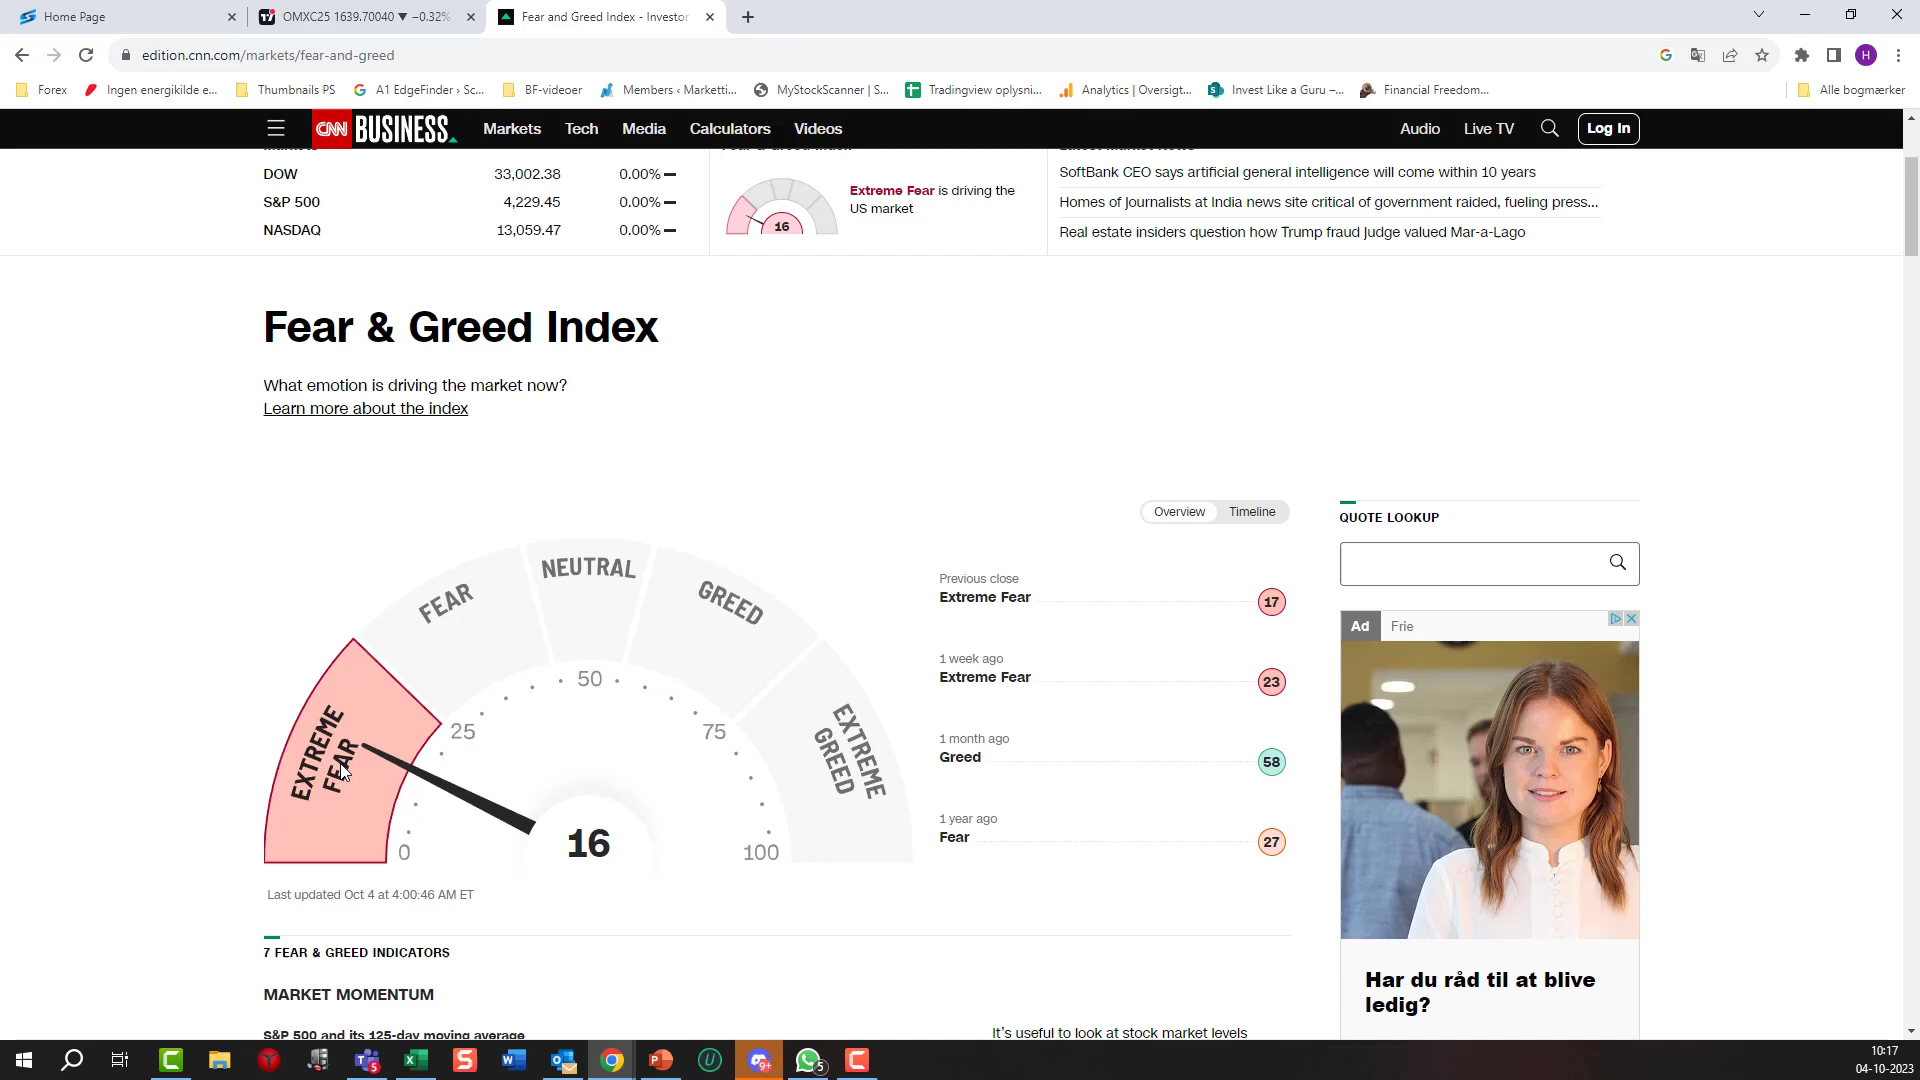 Home Page
OMXC25 1639.70040 ▼ −0.32%
Fear and Greed Index - Investor
edition.cnn.com/markets/fear-and-greed
H
Forex
Ingen energikilde e...
Thumbnails PS
A1 EdgeFinder › Sc...
BF-videoer
Members ‹ Marketti...
MyStockScanner | S...
Tradingview oplysni...
Analytics | Oversigt...
Invest Like a Guru –...
Financial Freedom...
Alle bogmærker
CNN BUSINESS
Markets
Tech
Media
Calculators
Videos
Audio
Live TV
Log In
DOW 33,002.38 0.00%
S&P 500 4,229.45 0.00%
NASDAQ 13,059.47 0.00%
16
Extreme Fear is driving the
US market
SoftBank CEO says artificial general intelligence will come within 10 years
Homes of journalists at India news site critical of government raided, fueling press...
Real estate insiders question how Trump fraud judge valued Mar-a-Lago
Fear & Greed Index
What emotion is driving the market now?
Learn more about the index
Overview
Timeline
EXTREME
FEAR
FEAR
NEUTRAL
GREED
EXTREME
GREED
0
25
50
75
100
16
Last updated Oct 4 at 4:00:46 AM ET
Previous close
Extreme Fear 17
1 week ago
Extreme Fear 23
1 month ago
Greed 58
1 year ago
Fear 27
QUOTE LOOKUP
Ad Frie
Har du råd til at blive
ledig?
7 FEAR & GREED INDICATORS
MARKET MOMENTUM
S&P 500 and its 125-day moving average
It's useful to look at stock market levels
5
9+
5
10:17
04-10-2023